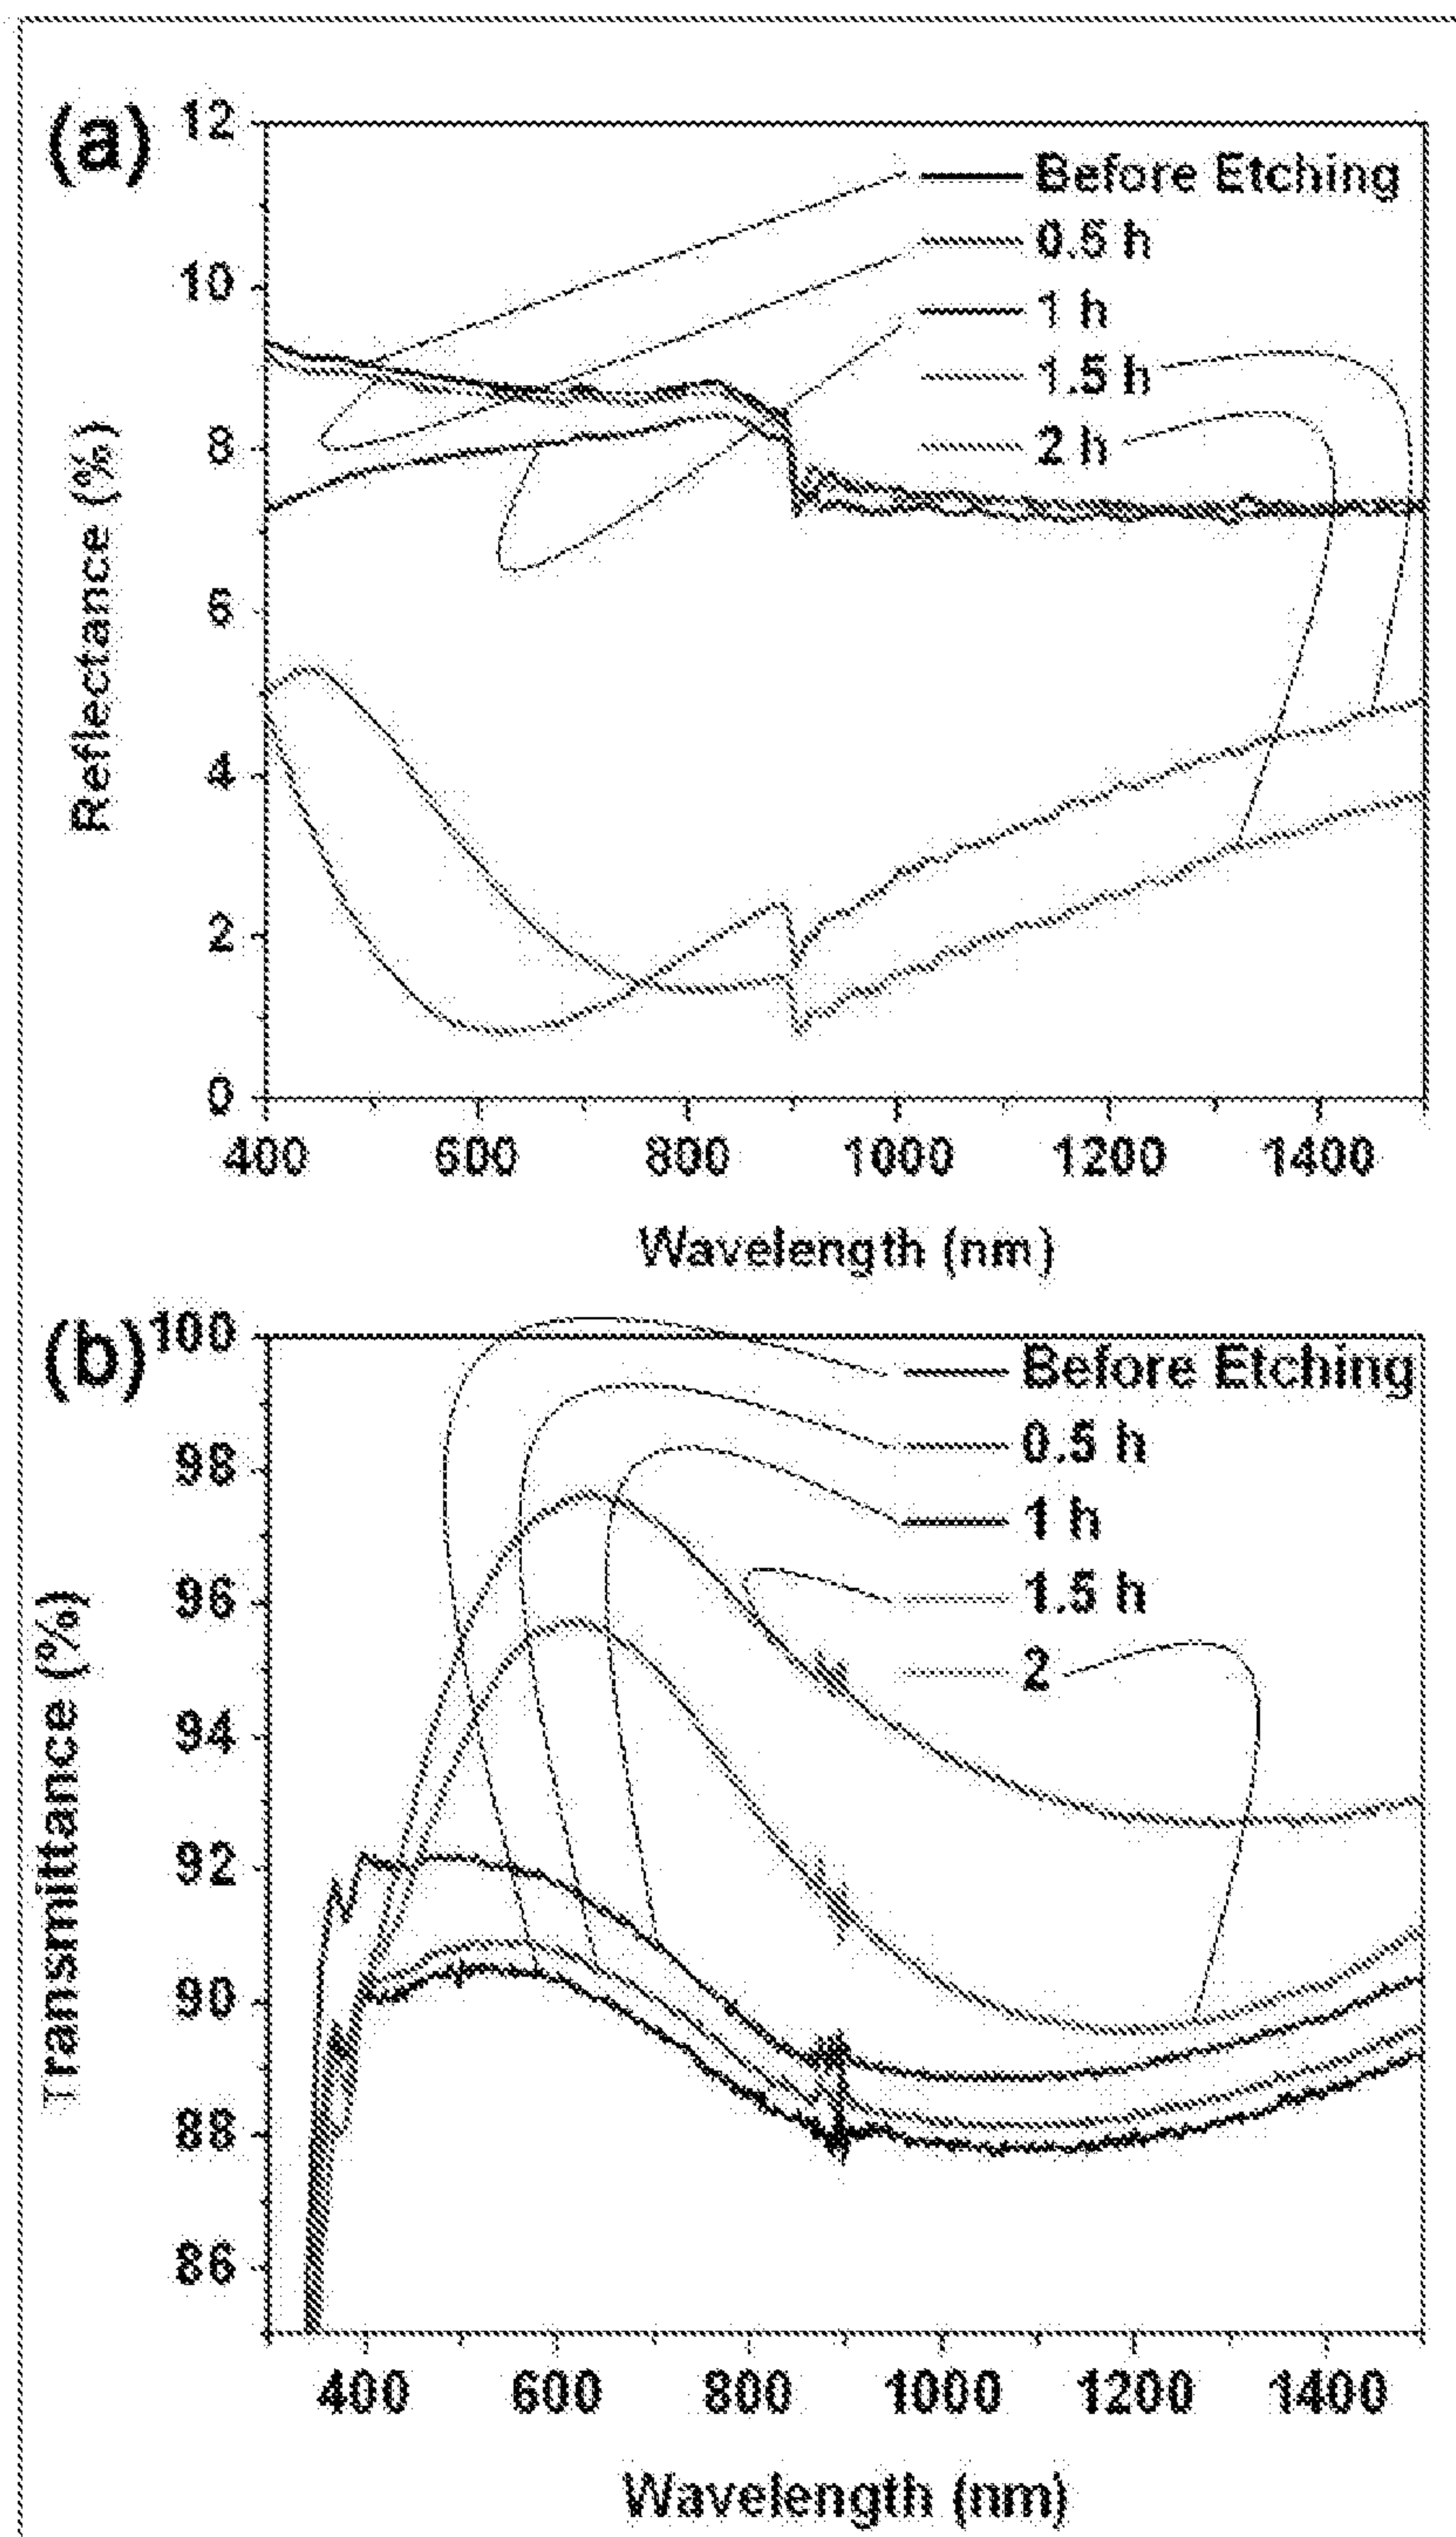 (a)
12
10
8
6
4
2
0
Reflectance (%)
Before Etching
0.5 h
1 h
1.5 h
2 h
400 600 800 1000 1200 1400
Wavelength (nm)
(b)
100
98
96
94
92
90
88
86
Transmittance (%)
Before Etching
0.5 h
1 h
1.5 h
2
400 600 800 1000 1200 1400
Wavelength (nm)